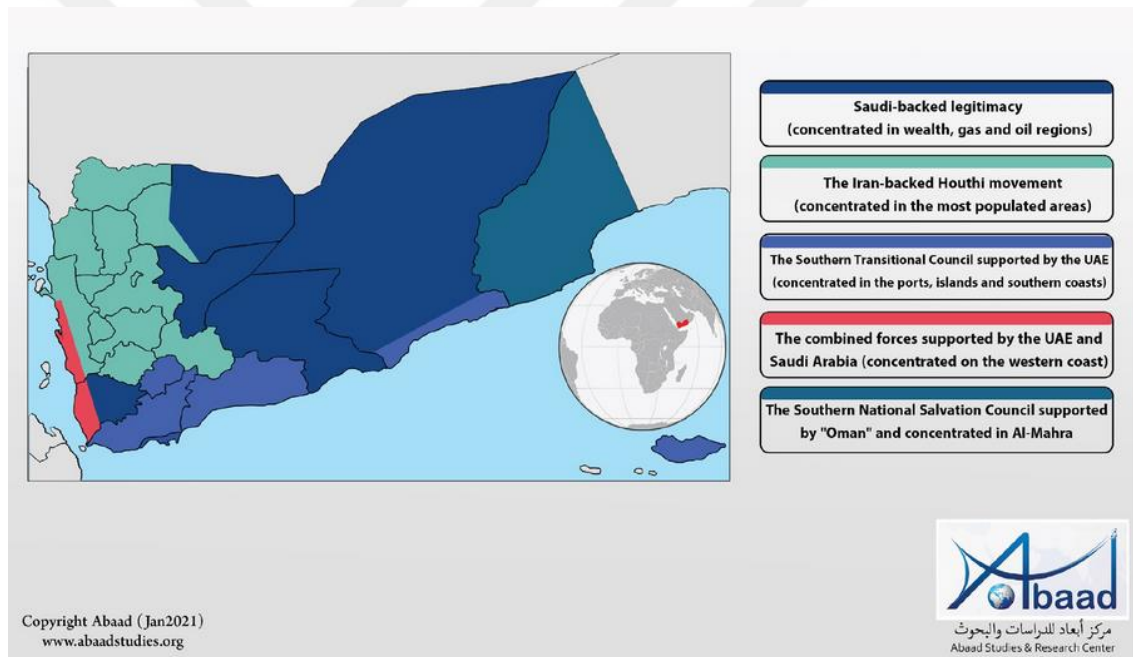 Saudi-backed legitimacy
(concentrated in wealth, gas and oil regions)
The Iran-backed Houthi movement
(concentrated in the most populated areas)
The Southern Transitional Council supported by the UAE
(concentrated in the ports, islands and southern coasts)
The combined forces supported by the UAE and
Saudi Arabia (concentrated on the western coast)
The Southern National Salvation Council supported
by "Oman" and concentrated in Al-Mahra
Abaad
مركز أبعاد للدراسات والبحوث
Abaad Studies & Research Center
Copyright Abaad (Jan2021)
www.abaadstudies.org